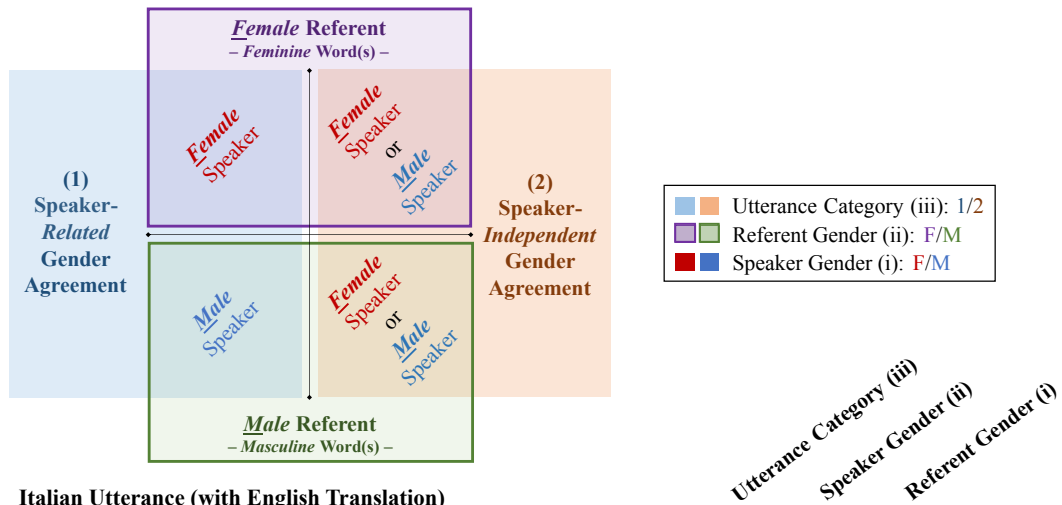 Female Referent
– Feminine Word(s) –
(1)
Speaker-
Related
Gender
Agreement
Female
Speaker
Female
Speaker
or
Male
Speaker
(2)
Speaker-
Independent
Gender
Agreement
Male
Speaker
Female
Speaker
or
Male
Speaker
Male Referent
– Masculine Word(s) –
Utterance Category (iii): 1/2
Referent Gender (ii): F/M
Speaker Gender (i): F/M
Utterance Category (iii)
Speaker Gender (ii)
Referent Gender (i)
Italian Utterance (with English Translation)